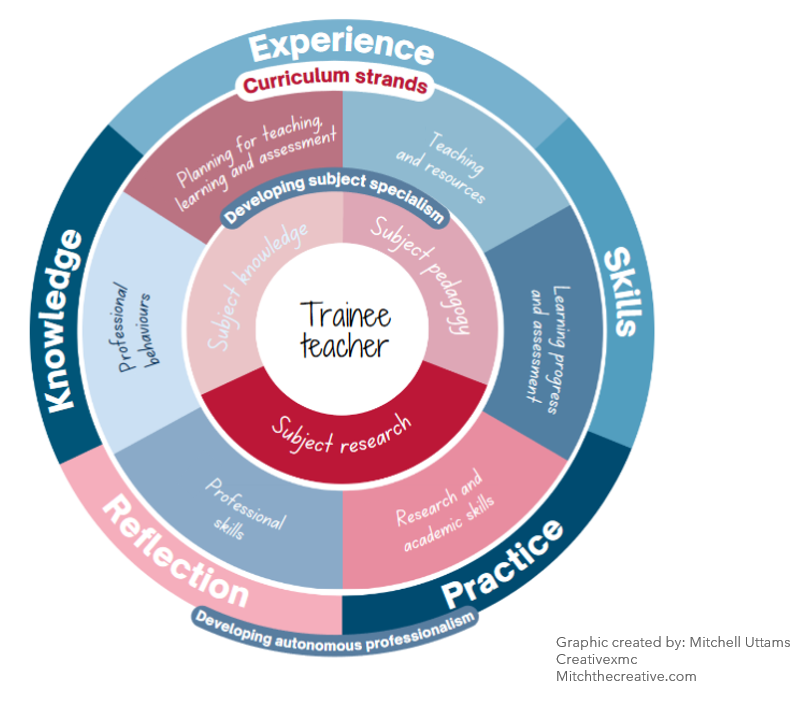 Experience
Curriculum strands
Planning for teaching,
learning and assessment
Teaching
and resources
Developing subject specialism
Subject knowledge
Subject pedagogy
Knowledge
Skills
Professional
behaviours
Trainee
teacher
Learning progress
and assessment
Subject research
Professional
skills
Research and
academic skills
Reflection
Practice
Developing autonomous professionalism
Graphic created by: Mitchell Uttams
Creativexmc
Mitchthecreative.com